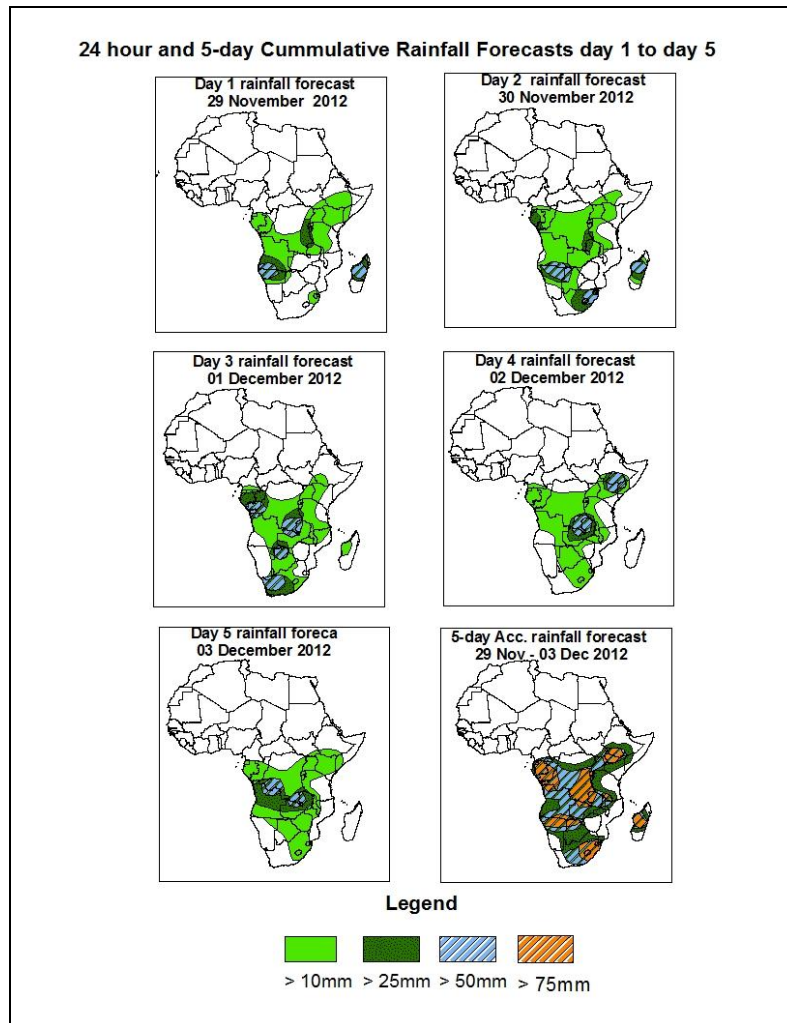 24 hour and 5-day Cummulative Rainfall Forecasts day 1 to day 5
Day 1 rainfall forecast
29 November 2012
Day 2 rainfall forecast
30 November 2012
Day 3 rainfall forecast
01 December 2012
Day 4 rainfall forecast
02 December 2012
Day 5 rainfall foreca
03 December 2012
5-day Acc. rainfall forecast
29 Nov - 03 Dec 2012
Legend
> 10mm > 25mm > 50mm > 75mm